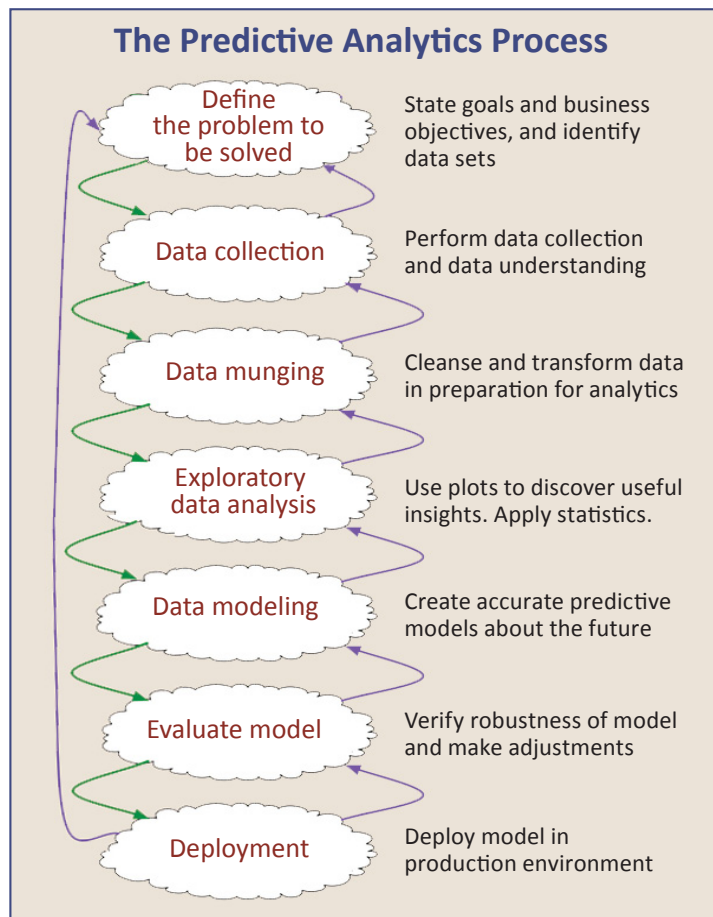 The Predictive Analytics Process
Define
the problem to
be solved
State goals and business
objectives, and identify
data sets
Data collection
Perform data collection
and data understanding
Data munging
Cleanse and transform data
in preparation for analytics
Exploratory
data analysis
Use plots to discover useful
insights. Apply statistics.
Data modeling
Create accurate predictive
models about the future
Evaluate model
Verify robustness of model
and make adjustments
Deployment
Deploy model in
production environment